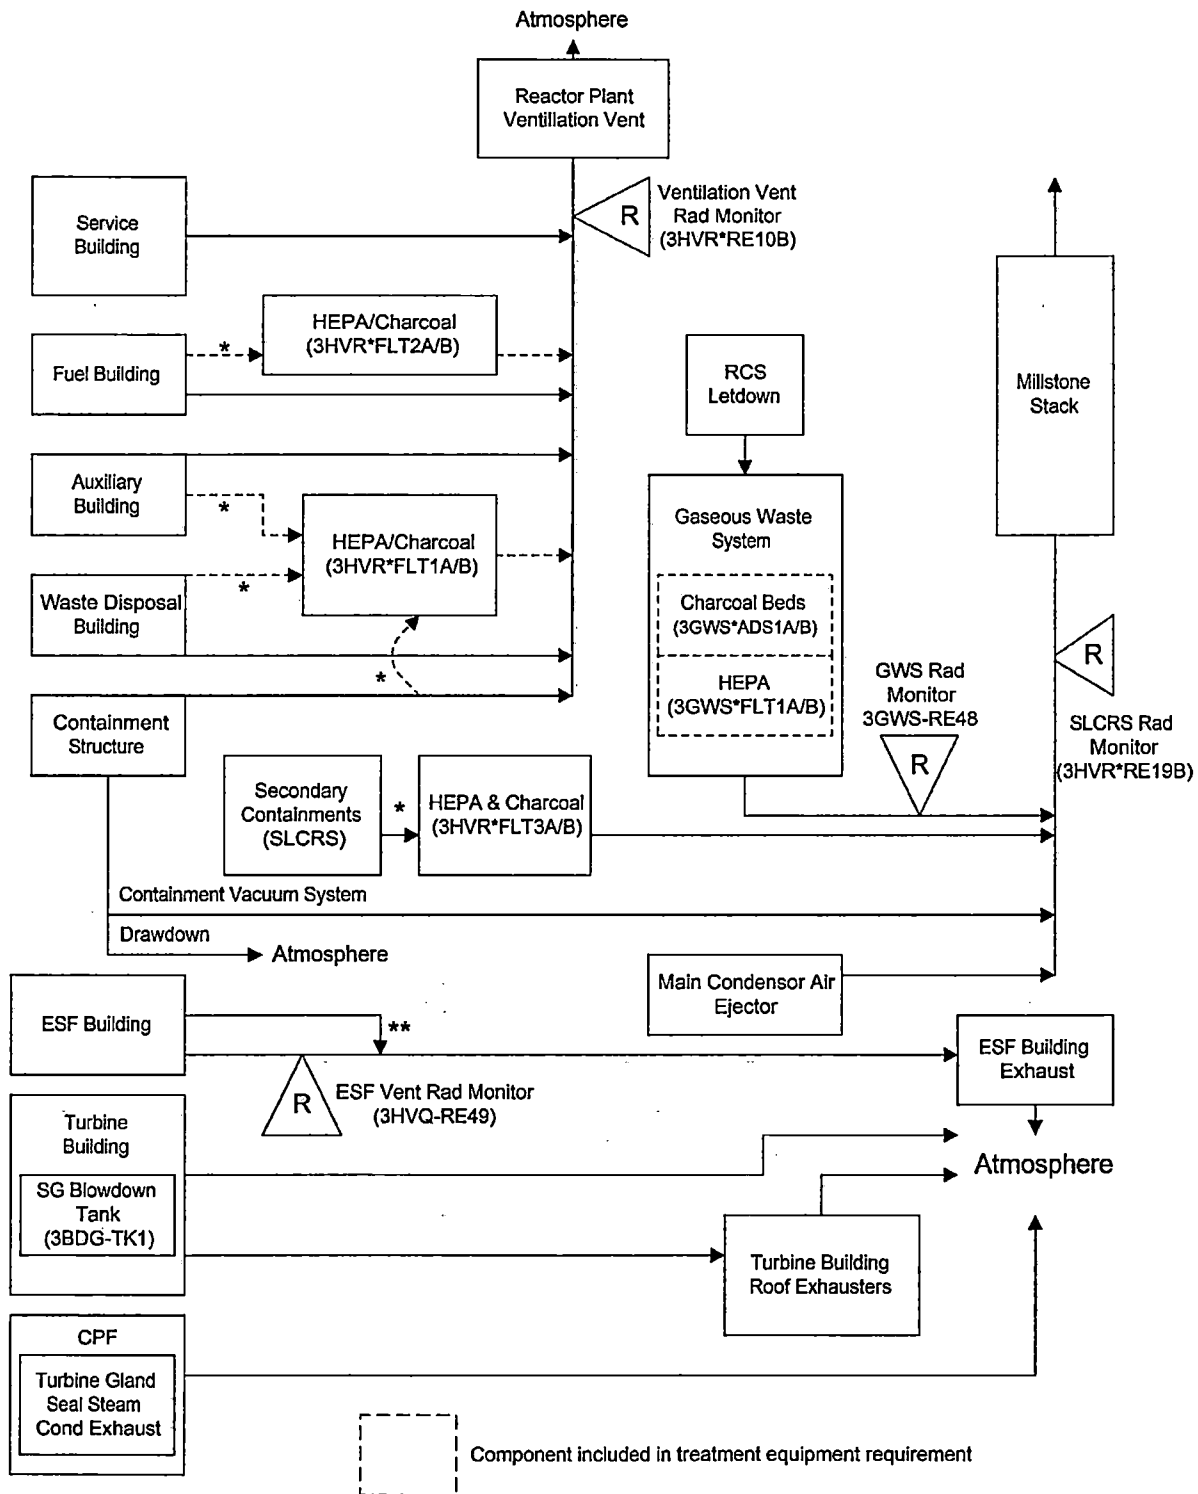 Atmosphere
Reactor Plant
Ventillation Vent
Service
Building
R
Ventilation Vent
Rad Monitor
(3HVR*RE10B)
HEPA/Charcoal
(3HVR*FLT2A/B)
*
Fuel Building
RCS
Letdown
Millstone
Stack
Auxiliary
Building
*
HEPA/Charcoal
(3HVR*FLT1A/B)
Gaseous Waste
System
Waste Disposal
Building
*
Charcoal Beds
(3GWS*ADS1A/B)
HEPA
(3GWS*FLT1A/B)
*
R
GWS Rad
Monitor
3GWS-RE48
R
SLCRS Rad
Monitor
(3HVR*RE19B)
Containment
Structure
Secondary
Containments
(SLCRS)
*
HEPA & Charcoal
(3HVR*FLT3A/B)
Containment Vacuum System
Drawdown
Atmosphere
Main Condensor Air
Ejector
ESF Building
**
ESF Building
Exhaust
R
ESF Vent Rad Monitor
(3HVQ-RE49)
Turbine
Building
SG Blowdown
Tank
(3BDG-TK1)
Atmosphere
Turbine Building
Roof Exhausters
CPF
Turbine Gland
Seal Steam
Cond Exhaust
Component included in treatment equipment requirement